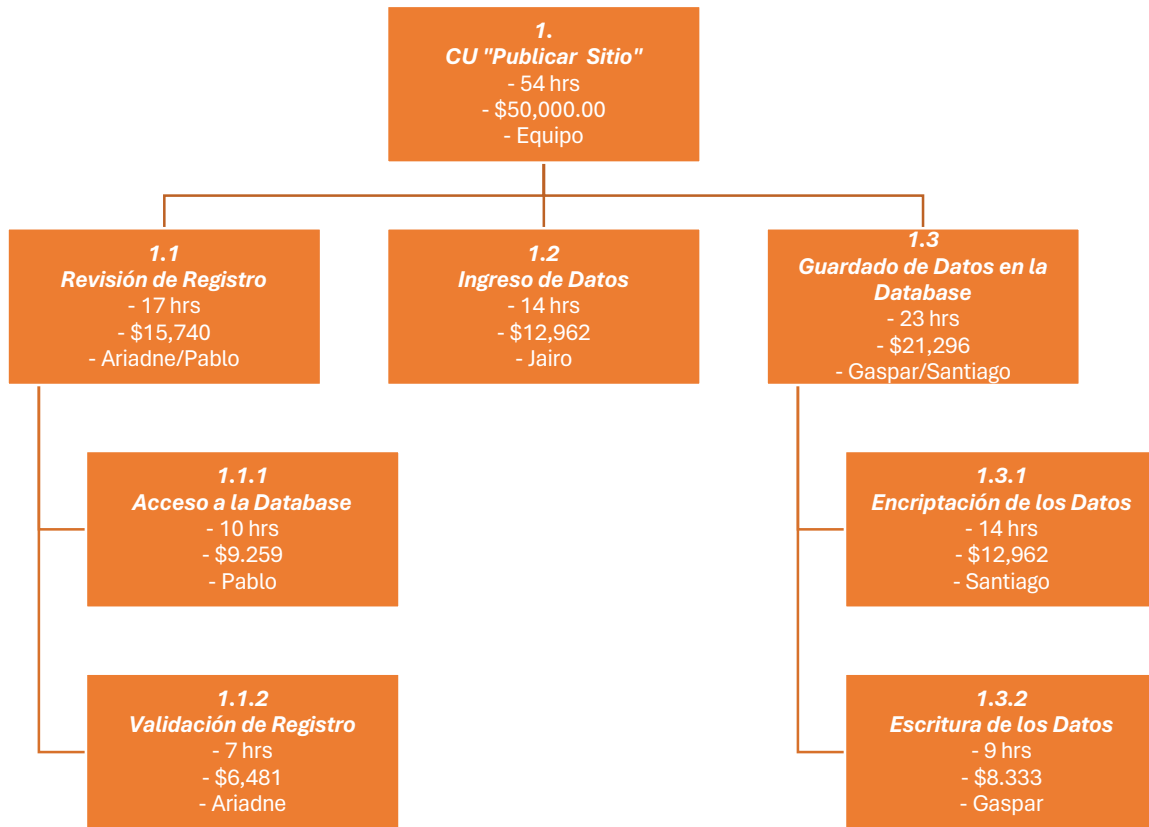 1.
CU "Publicar  Sitio"
- 54 hrs
- $50,000.00
- Equipo
1.1
Revisión de Registro
- 17 hrs
- $15,740
- Ariadne/Pablo
1.2
Ingreso de Datos
- 14 hrs
- $12,962
- Jairo
1.3
Guardado de Datos en la
Database
- 23 hrs
- $21,296
- Gaspar/Santiago
1.1.1
Acceso a la Database
- 10 hrs
- $9.259
- Pablo
1.3.1
Encriptación de los Datos
- 14 hrs
- $12,962
- Santiago
1.1.2
Validación de Registro
- 7 hrs
- $6,481
- Ariadne
1.3.2
Escritura de los Datos
- 9 hrs
- $8.333
- Gaspar